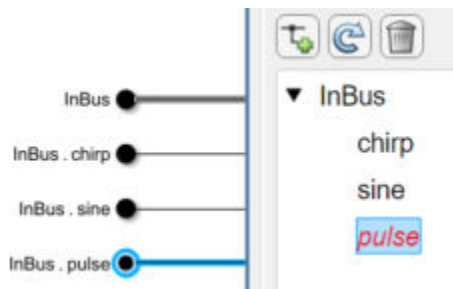 InBus
InBus . chirp
InBus . sine
InBus . pulse
InBus
chirp
sine
pulse